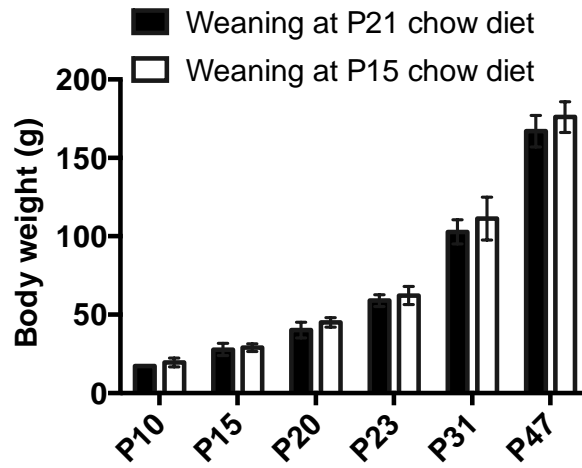 Weaning at P21 chow diet
Weaning at P15 chow diet
Body weight (g)
200
150
100
50
0
P10 P15 P20 P23 P31 P47